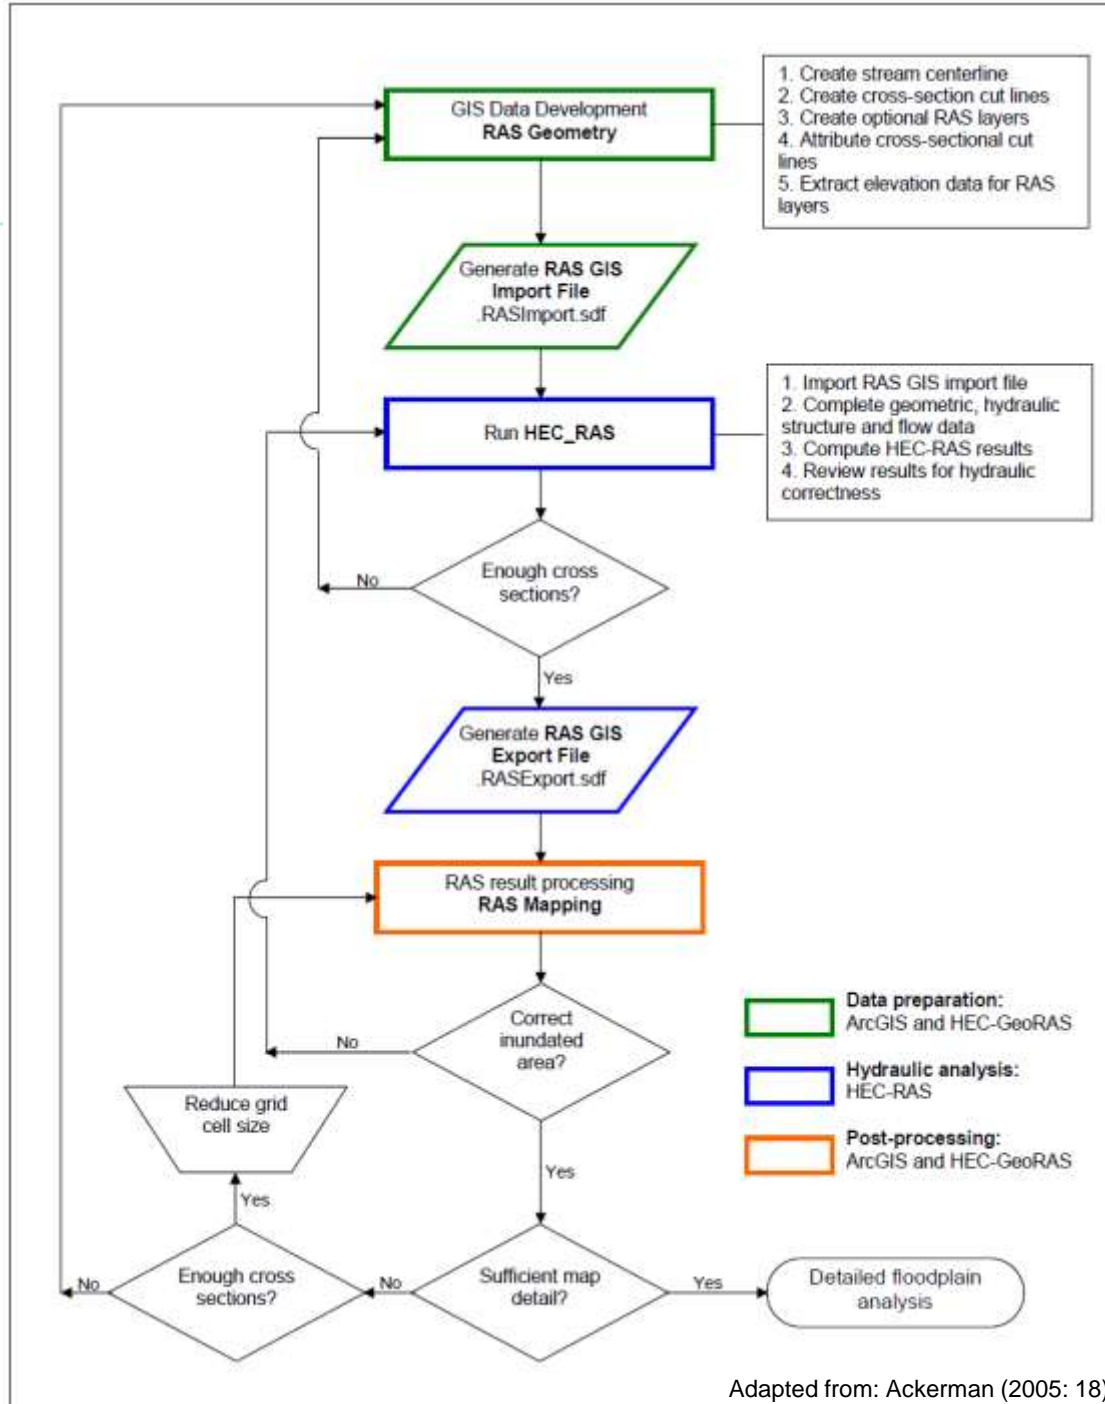 GIS Data Development
RAS Geometry
1. Create stream centerline
2. Create cross-section cut lines
3. Create optional RAS layers
4. Attribute cross-sectional cut
lines
5. Extract elevation data for RAS
layers
Generate RAS GIS
Import File
.RASImport.sdf
Run HEC_RAS
1. Import RAS GIS import file
2. Complete geometric, hydraulic
structure and flow data
3. Compute HEC-RAS results
4. Review results for hydraulic
correctness
Enough cross
sections?
No
Yes
Generate RAS GIS
Export File
.RASExport.sdf
RAS result processing
RAS Mapping
Correct
inundated
area?
No
Yes
Data preparation:
ArcGIS and HEC-GeoRAS
Hydraulic analysis:
HEC-RAS
Post-processing:
ArcGIS and HEC-GeoRAS
Reduce grid
cell size
Yes
Enough cross
sections?
No
No
Sufficient map
detail?
Yes
Detailed floodplain
analysis
Adapted from: Ackerman (2005: 18)